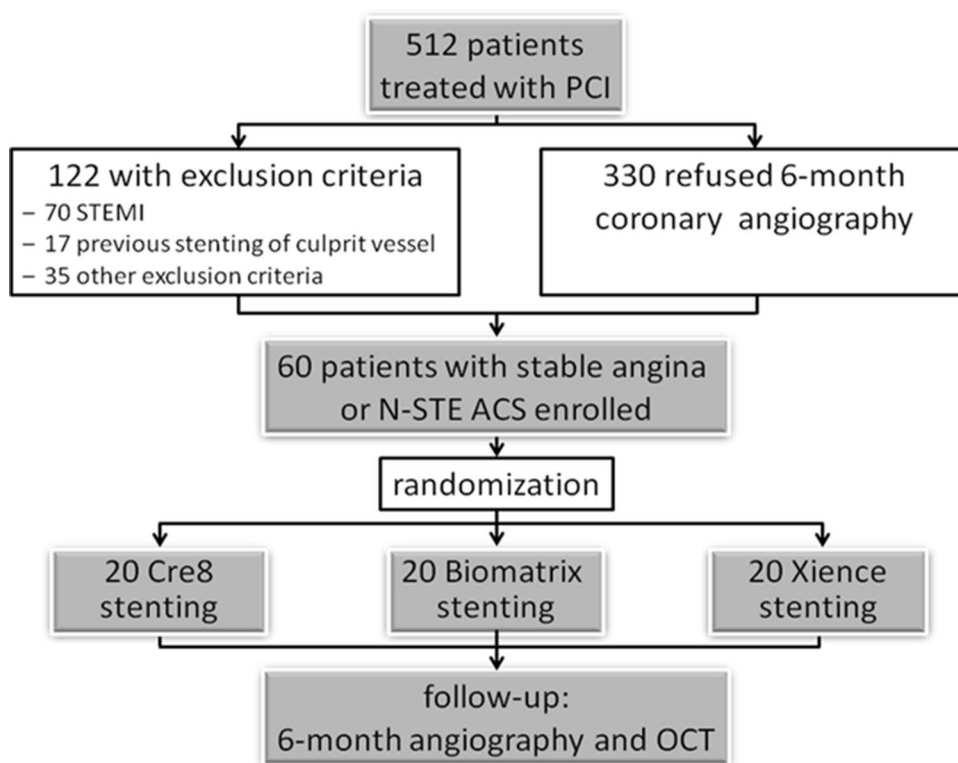 512 patients
treated with PCI
122 with exclusion criteria
– 70 STEMI
– 17 previous stenting of culprit vessel
– 35 other exclusion criteria
330 refused 6-month
coronary angiography
60 patients with stable angina
or N-STE ACS enrolled
randomization
20 Cre8
stenting
20 Biomatrix
stenting
20 Xience
stenting
follow-up:
6-month angiography and OCT